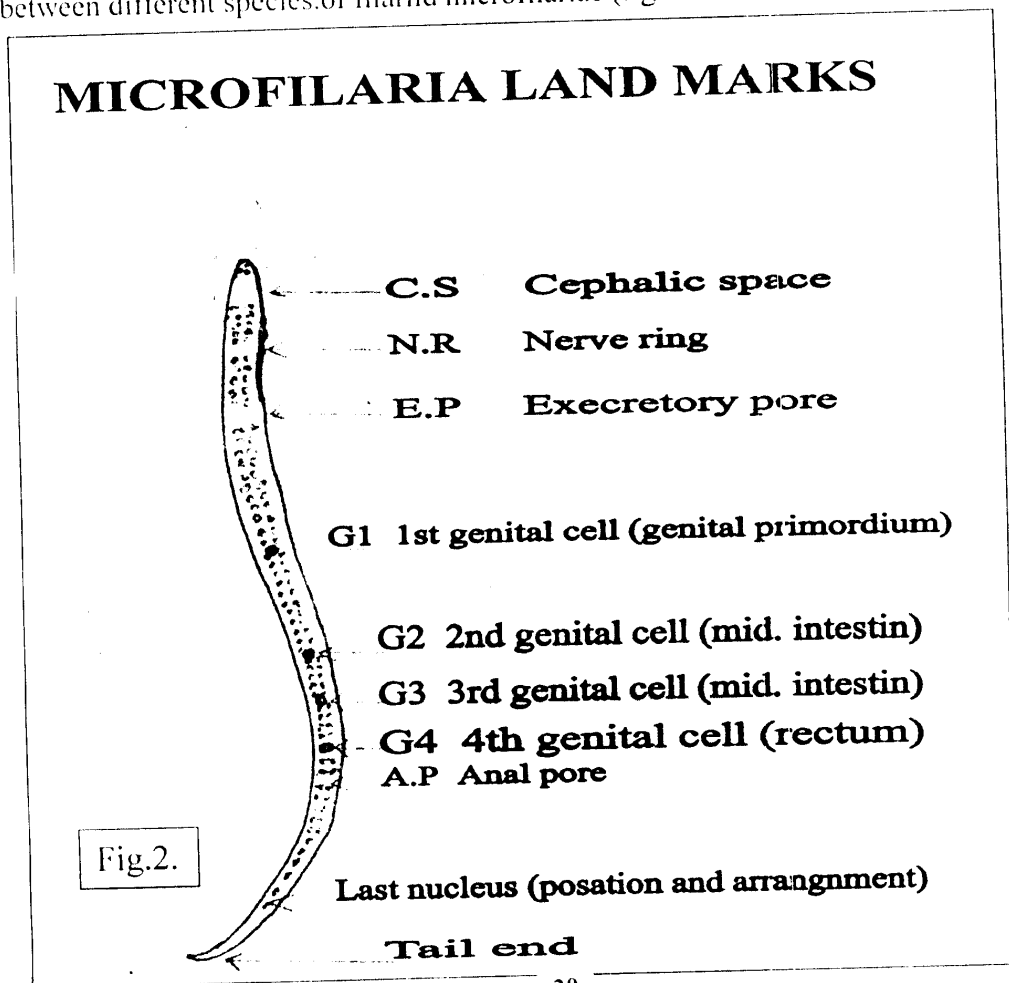 between different species of filariid microfilariae
MICROFILARIA LAND MARKS
C.S Cephalic space
N.R Nerve ring
E.P Execretory pore
G1 1st genital cell (genital primordium)
G2 2nd genital cell (mid. intestin)
G3 3rd genital cell (mid. intestin)
G4 4th genital cell (rectum)
A.P Anal pore
Fig.2.
Last nucleus (posation and arrangnment)
Tail end